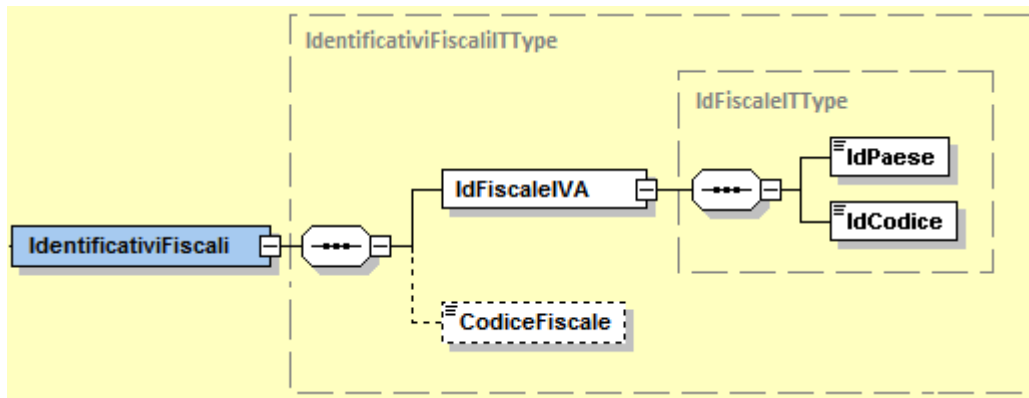 IdentificativiFiscaliITType
IdFiscaleITType
IdPaese
IdFiscaleIVA
IdCodice
IdentificativiFiscali
CodiceFiscale